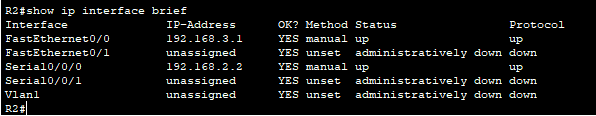 R2#show ip interface brief
Interface IP-Address OK? Method Status Protocol
FastEthernet0/0 192.168.3.1 YES manual up up
FastEthernet0/1 unassigned YES unset administratively down down
Serial0/0/0 192.168.2.2 YES manual up up
Serial0/0/1 unassigned YES unset administratively down down
Vlan1 unassigned YES unset administratively down down
R2#